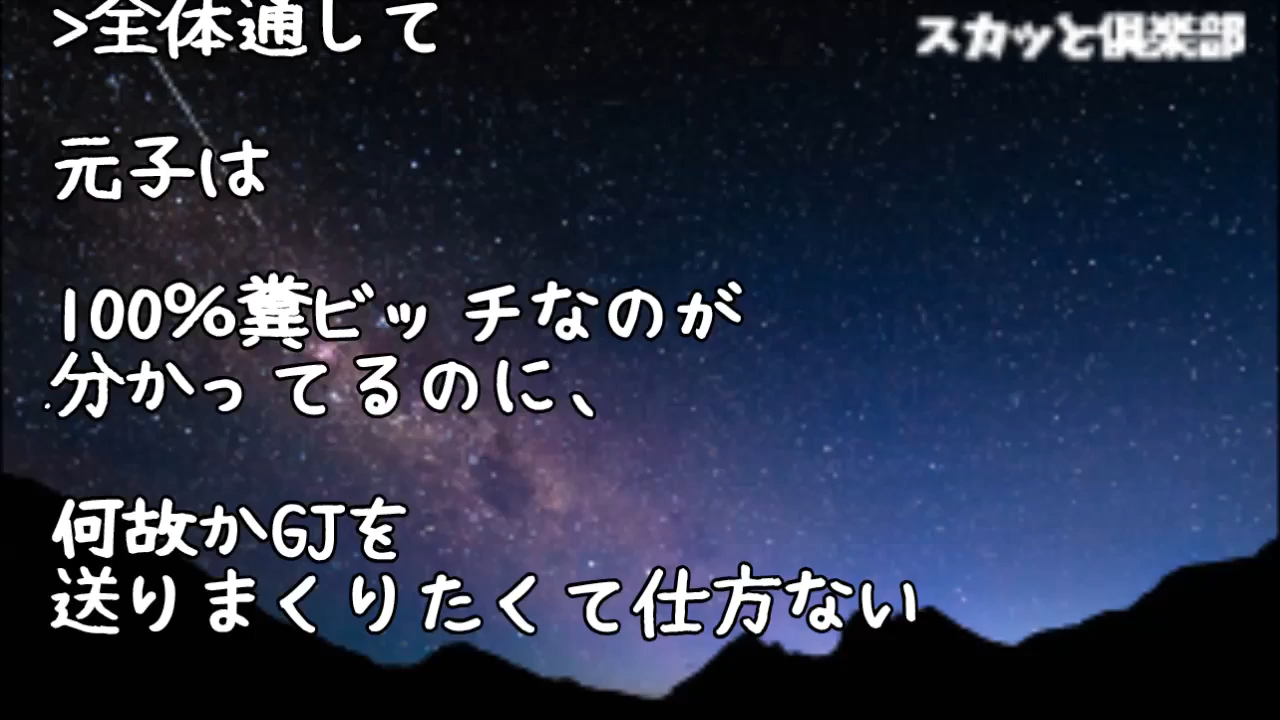 >全体通して
スカッと倶楽部
元子は
100%糞ビッチなのが
分かってるのに、
何故かGJを
送りまくりたくて仕方ない